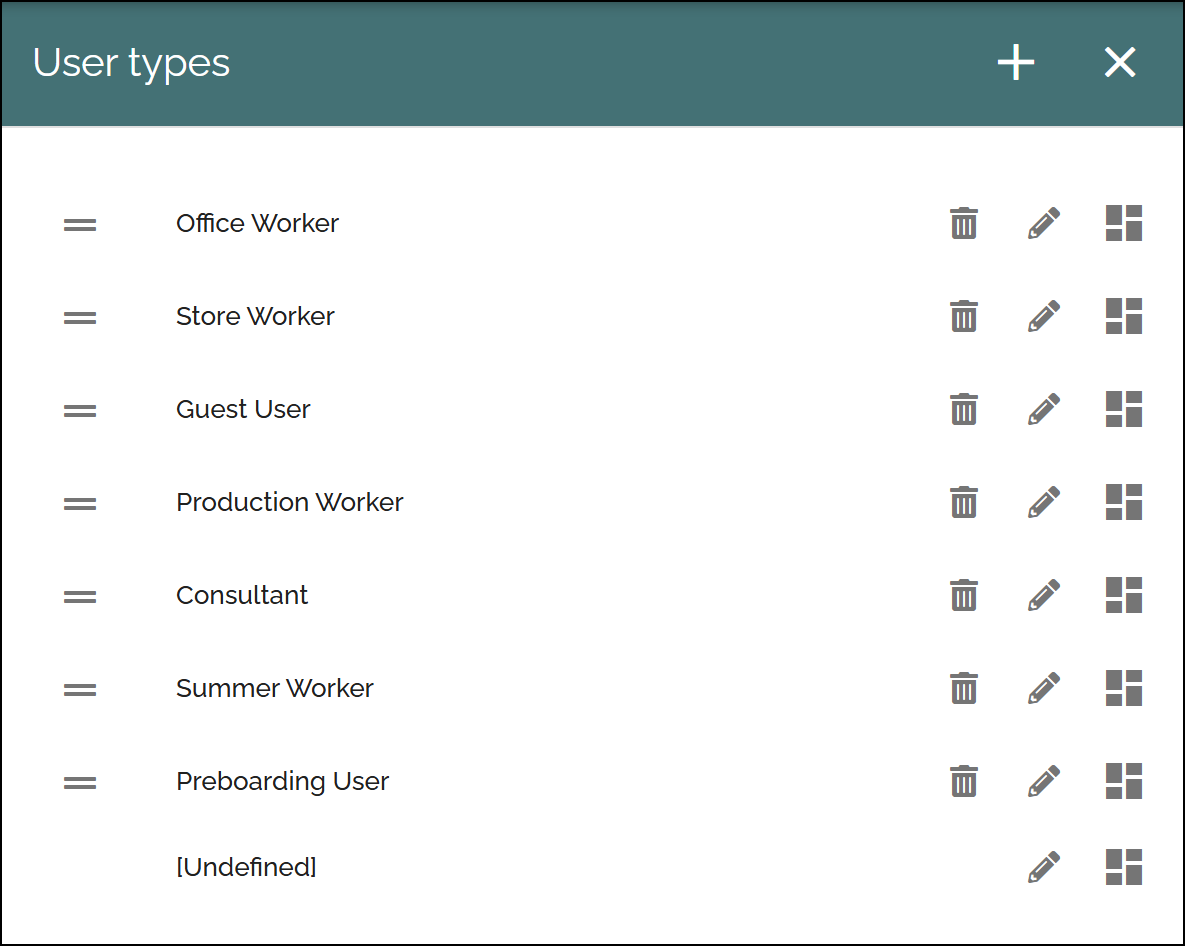 User types
Office Worker
Store Worker
Guest User
Production Worker
Consultant
Summer Worker
Preboarding User
[Undefined]